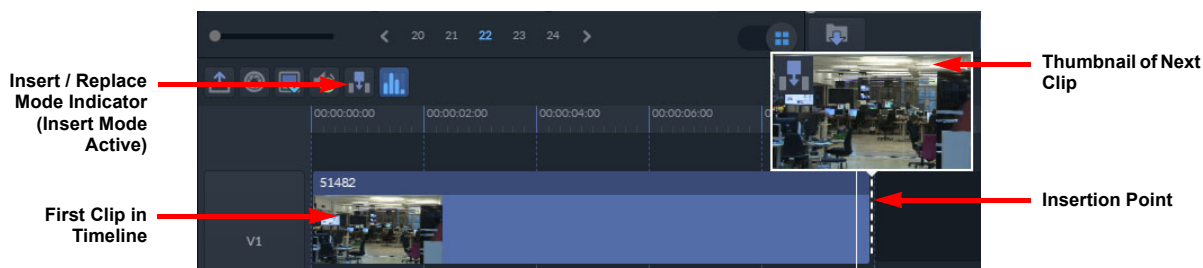 20 21 22 23 24
Insert / Replace
Mode Indicator
(Insert Mode
Active)
Thumbnail of Next
Clip
00:00:00:00 00:00:02:00 00:00:04:00 00:00:06:00
51482
First Clip in
Timeline
V1
Insertion Point